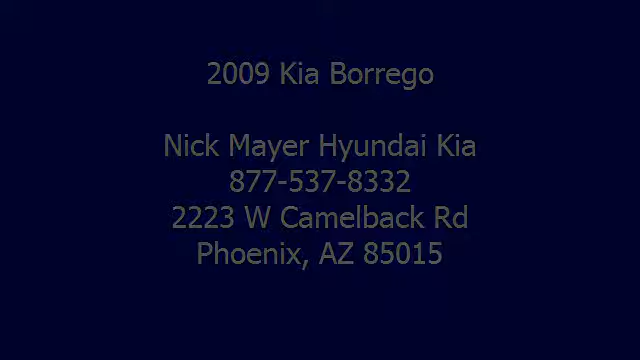 2009 Kia Borrego
Nick Mayer Hyundai Kia
877-537-8332
2223 W Camelback Rd
Phoenix, AZ 85015